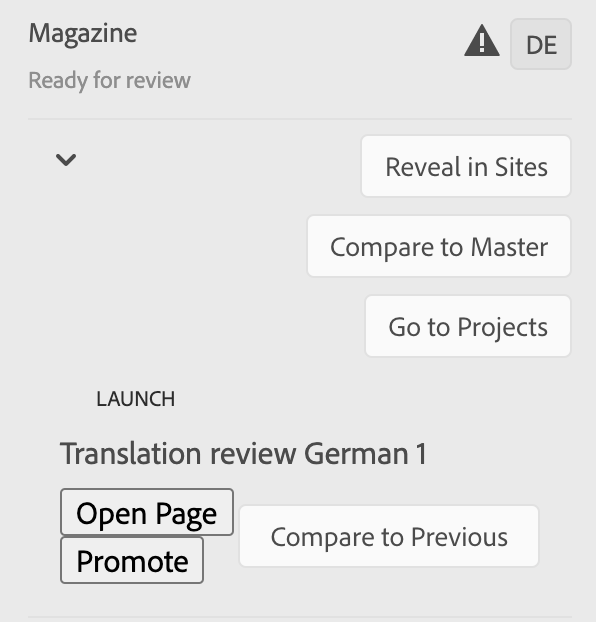 Magazine
DE
Ready for review
Reveal in Sites
Compare to Master
Go to Projects
LAUNCH
Translation review German 1
Open Page
Compare to Previous
Promote